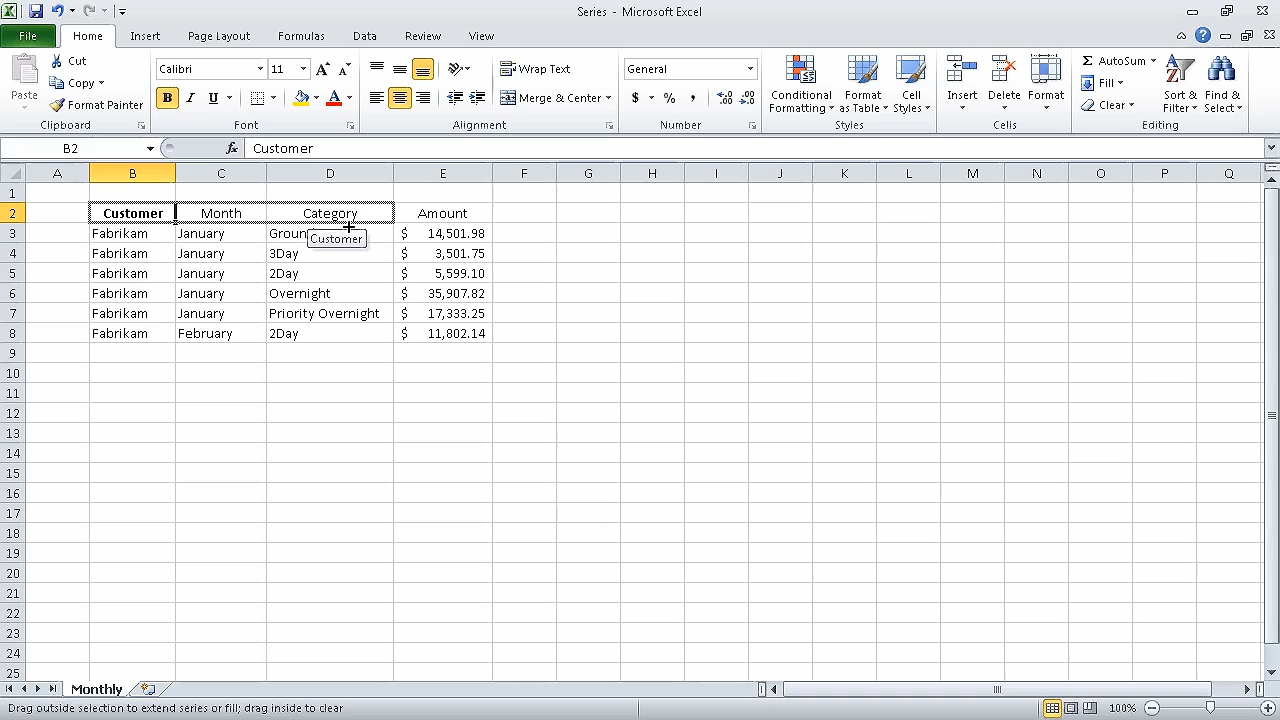 Series - Microsoft Excel
File Home Insert Page Layout Formulas Data Review View
Paste
Cut
Copy
Format Painter
Clipboard
Calibri 11
B I U A
Font
Wrap Text
Merge & Center
Alignment
General
$ % ,
Number
Conditional Formatting
Format as Table
Cell Styles
Styles
Insert Delete Format
Cells
Σ AutoSum
Fill
Clear
Sort & Filter
Find & Select
Editing
B2 fx Customer
A B C D E F G H I J K L M N O P Q
1
2 Customer Month Category Amount
3 Fabrikam January Groun $ 14,501.98
Customer
4 Fabrikam January 3Day $ 3,501.75
5 Fabrikam January 2Day $ 5,599.10
6 Fabrikam January Overnight $ 35,907.82
7 Fabrikam January Priority Overnight $ 17,333.25
8 Fabrikam February 2Day $ 11,802.14
9
10
11
12
13
14
15
16
17
18
19
20
21
22
23
24
25
Monthly
Drag outside selection to extend series or fill; drag inside to clear 100%